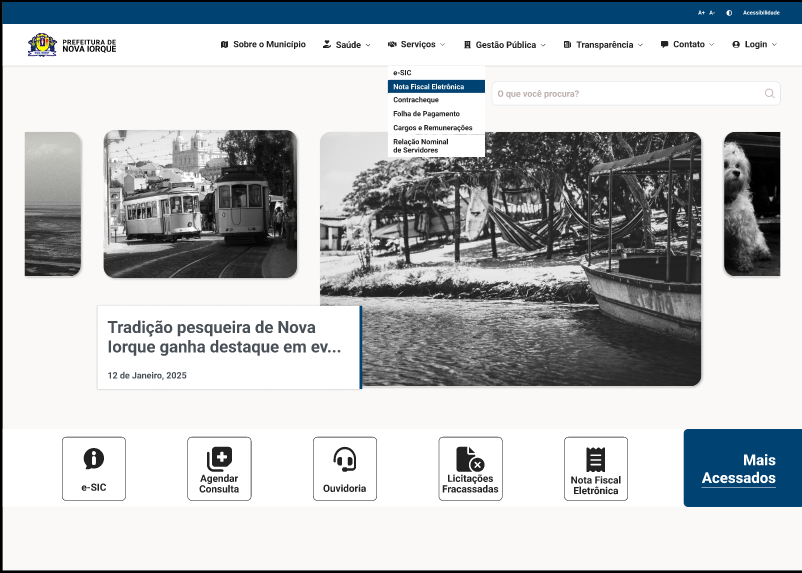 A+ A- Acessibilidade
PREFEITURA DE
NOVA IORQUE
Sobre o Município Saúde Serviços Gestão Pública Transparência Contato Login
e-SIC
Nota Fiscal Eletrônica
Contracheque
Folha de Pagamento
Cargos e Remunerações
Relação Nominal
de Servidores
O que você procura?
Tradição pesqueira de Nova
Iorque ganha destaque em ev...
12 de Janeiro, 2025
e-SIC
Agendar
Consulta
Ouvidoria
Licitações
Fracassadas
Nota Fiscal
Eletrônica
Mais
Acessados